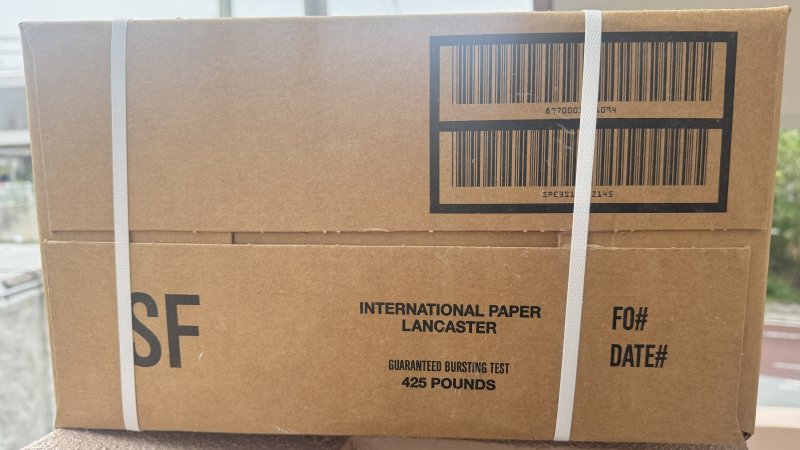 SF
INTERNATIONAL PAPER
LANCASTER
GUARANTEED BURSTING TEST
425 POUNDS
FO#
DATE#